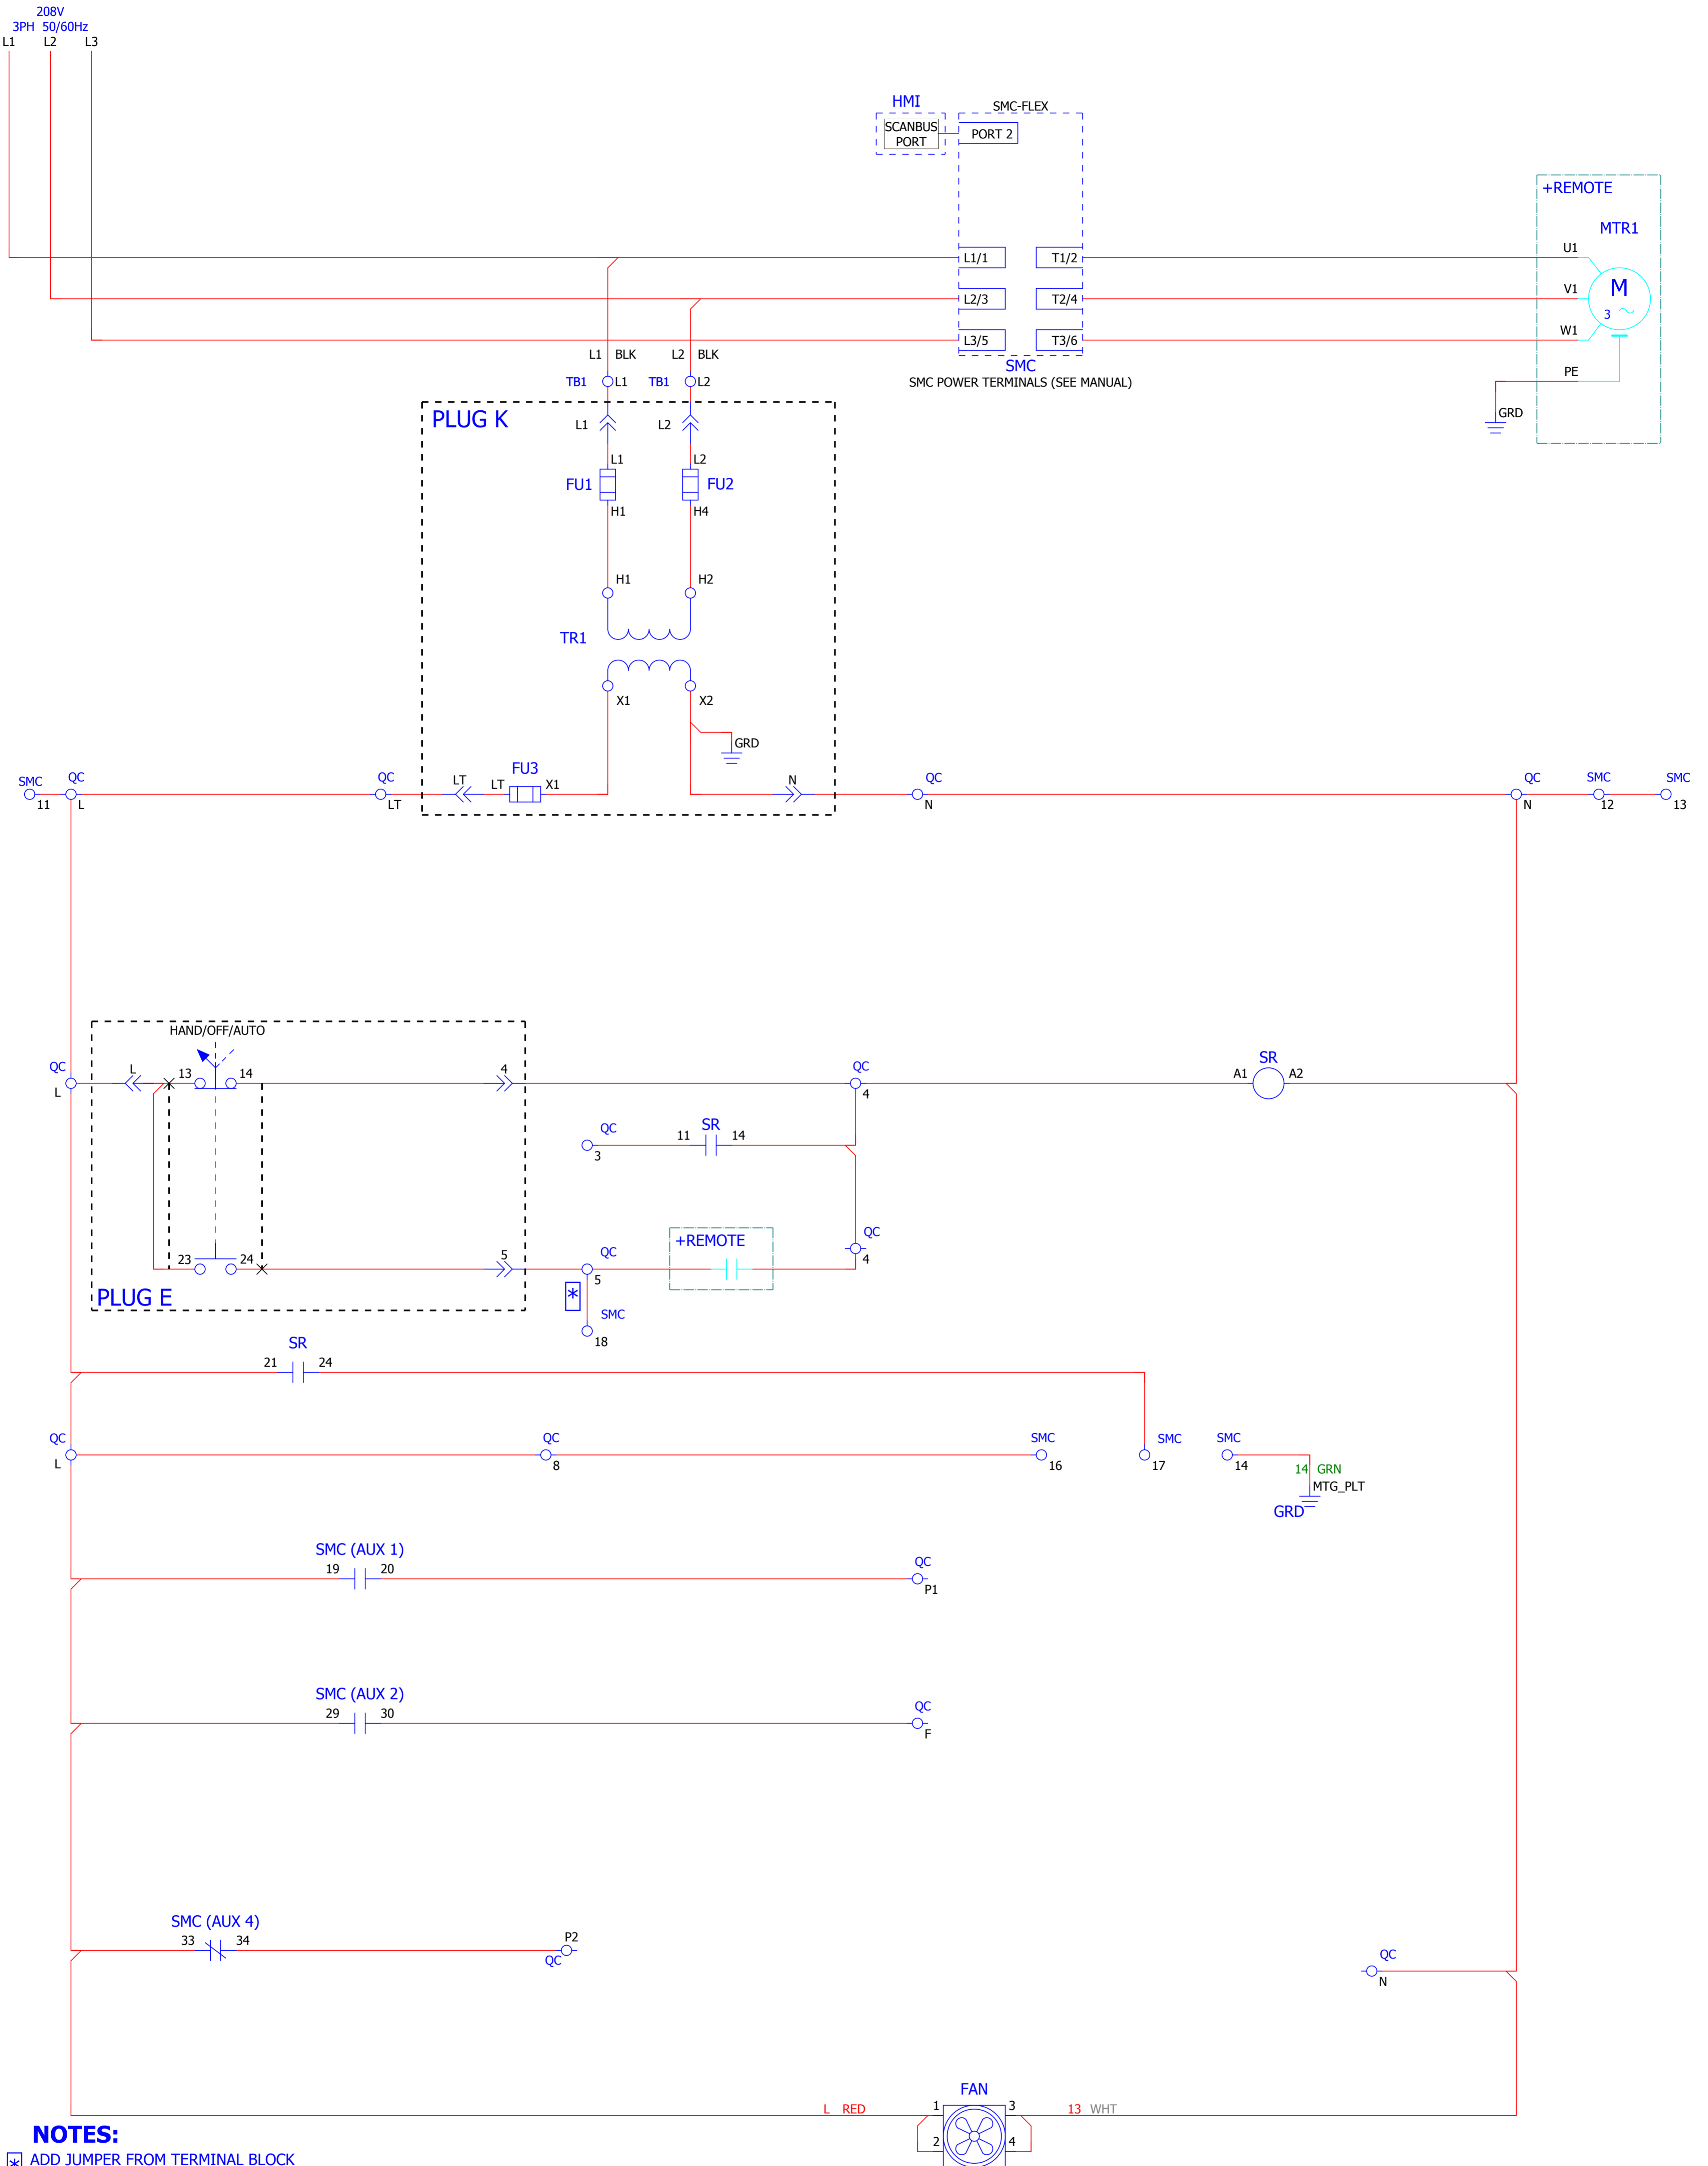 208V
3PH 50/60Hz
L1 L2 L3
HMI
SCANBUS
PORT
SMC-FLEX
PORT 2
+REMOTE
MTR1
L1/1 T1/2 U1
M
3
L2/3 T2/4 V1
L3/5 T3/6 W1
L1 BLK L2 BLK
SMC
SMC POWER TERMINALS (SEE MANUAL)
PE
GRD
TB1 L1 TB1 L2
PLUG K
L1 L2
L1 L2
FU1 FU2
H1 H4
H1 H2
TR1
X1 X2
GRD
SMC QC QC LT LT FU3 X1 N QC QC SMC SMC
11 L LT N N 12 13
HAND/OFF/AUTO
QC L 13 14 4 QC A1 SR A2
L 4
QC 11 SR 14
3
+REMOTE QC
4
23 24 5 QC
5
*
PLUG E
SMC
18
SR
21 24
QC QC SMC SMC SMC
L 8 16 17 14
14 GRN
MTG_PLT
GRD
SMC (AUX 1)
19 20 QC
P1
SMC (AUX 2)
29 30 QC
F
SMC (AUX 4)
33 34 P2
QC
QC
N
FAN
L RED 1 3 13 WHT
2 4
NOTES:
* ADD JUMPER FROM TERMINAL BLOCK